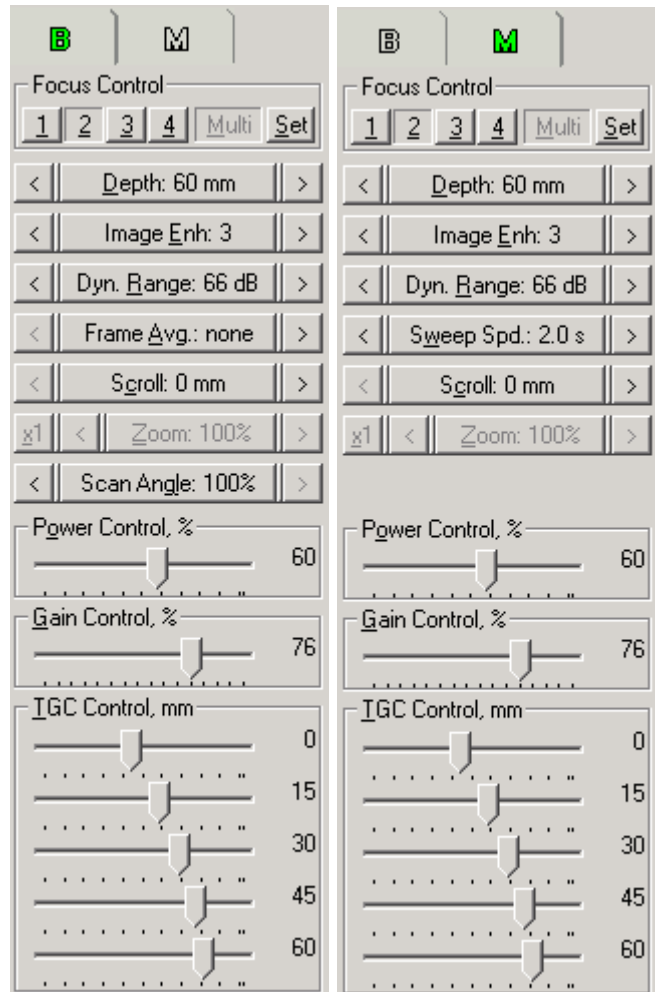 B M
Focus Control
1 2 3 4 Multi Set
< Depth: 60 mm >
< Image Enh: 3 >
< Dyn. Range: 66 dB >
< Frame Avg.: none >
< Scroll: 0 mm >
x1 < Zoom: 100% >
< Scan Angle: 100% >
Power Control, %
60
Gain Control, %
76
TGC Control, mm
0
15
30
45
60
B M
Focus Control
1 2 3 4 Multi Set
< Depth: 60 mm >
< Image Enh: 3 >
< Dyn. Range: 66 dB >
< Sweep Spd.: 2.0 s >
< Scroll: 0 mm >
x1 < Zoom: 100% >
Power Control, %
60
Gain Control, %
76
TGC Control, mm
0
15
30
45
60